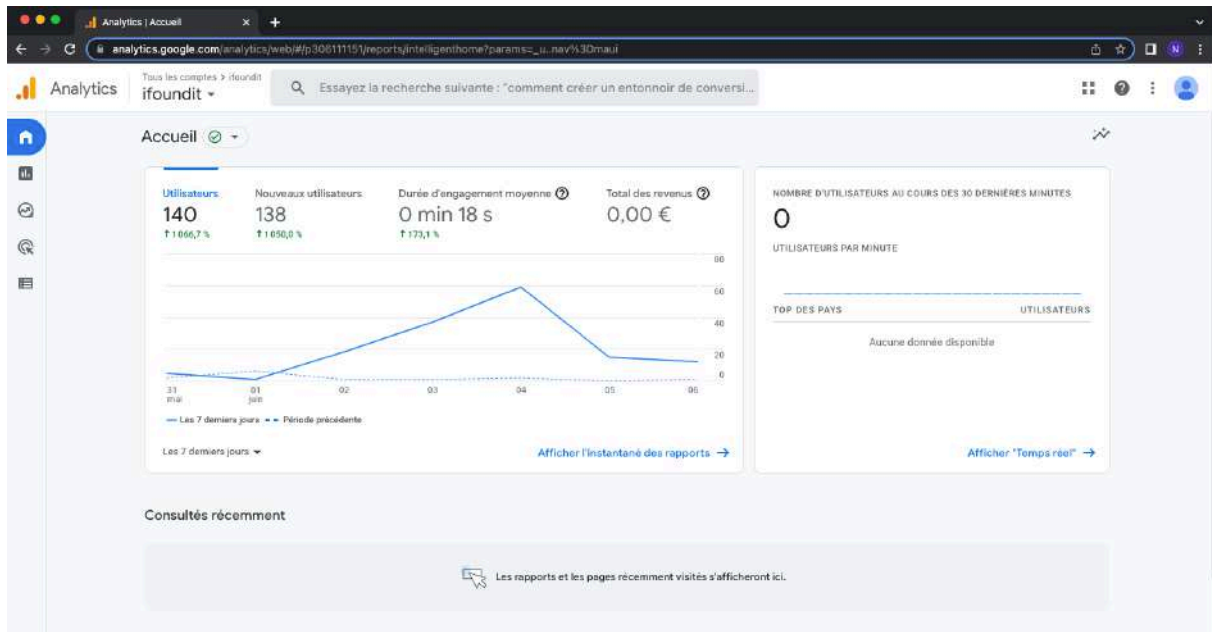 Analytics | Accueil
analytics.google.com/analytics/web/#/p306111151/reports/intelligenthome?params=_u..nav%3Dmaui
N
Analytics
Tous les comptes > ifoundit
ifoundit
Essayez la recherche suivante : "comment créer un entonnoir de conversi...
Accueil
Utilisateurs
140
↑ 1 066,7 %
Nouveaux utilisateurs
138
↑ 1 050,0 %
Durée d'engagement moyenne
0 min 18 s
↑ 173,1 %
Total des revenus
0,00 €
80
60
40
20
0
31
mai
01
juin
02
03
04
05
06
Les 7 derniers jours
Période précédente
Les 7 derniers jours
Afficher l'instantané des rapports →
NOMBRE D'UTILISATEURS AU COURS DES 30 DERNIÈRES MINUTES
0
UTILISATEURS PAR MINUTE
TOP DES PAYS
UTILISATEURS
Aucune donnée disponible
Afficher "Temps réel" →
Consultés récemment
Les rapports et les pages récemment visités s'afficheront ici.